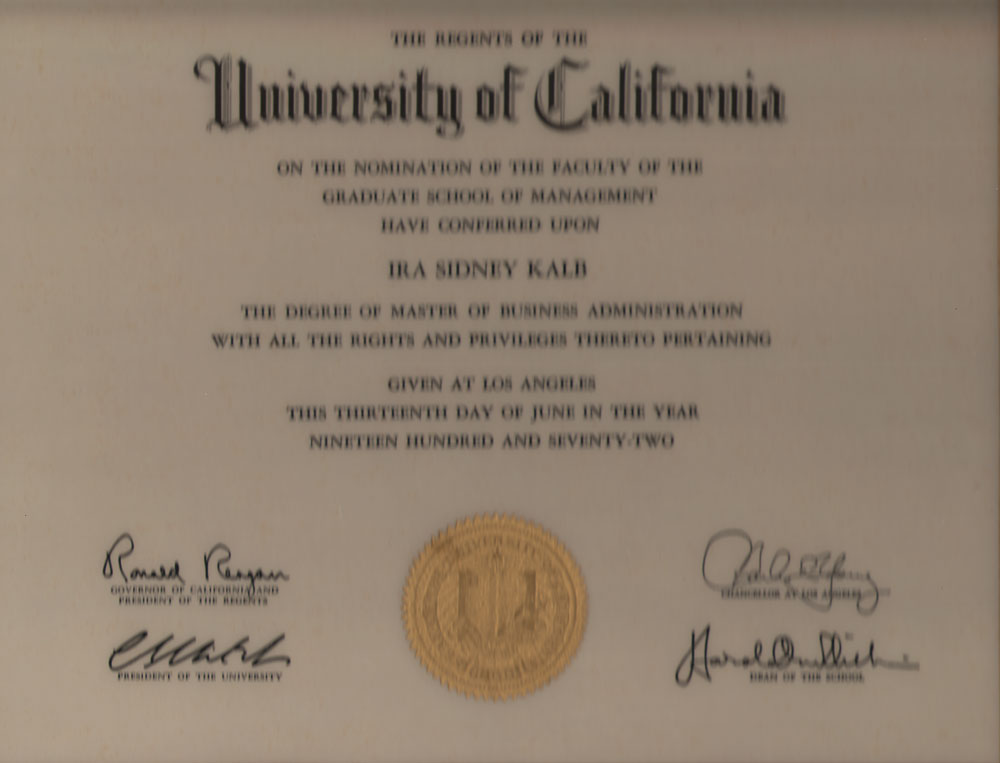 THE REGENTS OF THE
University of California
ON THE NOMINATION OF THE FACULTY OF THE
GRADUATE SCHOOL OF MANAGEMENT
HAVE CONFERRED UPON
IRA SIDNEY KALB
THE DEGREE OF MASTER OF BUSINESS ADMINISTRATION
WITH ALL THE RIGHTS AND PRIVILEGES THERETO PERTAINING
GIVEN AT LOS ANGELES
THIS THIRTEENTH DAY OF JUNE IN THE YEAR
NINETEEN HUNDRED AND SEVENTY-TWO
Ronald Reagan
GOVERNOR OF CALIFORNIA AND
PRESIDENT OF THE REGENTS
PRESIDENT OF THE UNIVERSITY
CHANCELLOR AT LOS ANGELES
DEAN OF THE SCHOOL